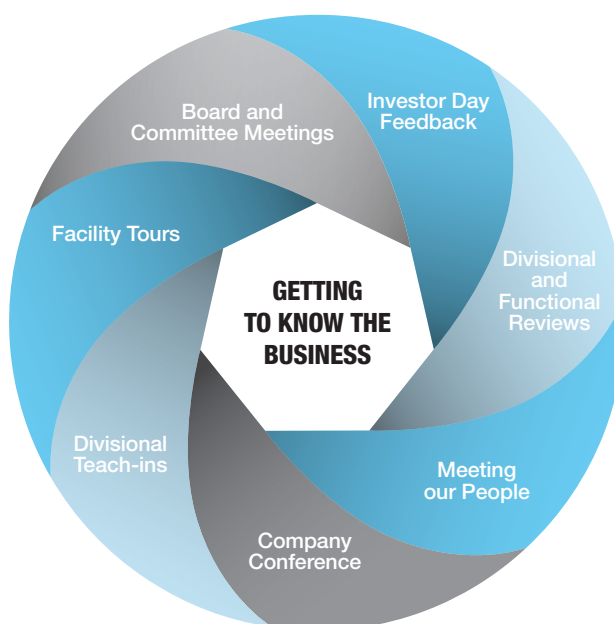 Board and
Committee Meetings
Investor Day
Feedback
Divisional
and
Functional
Reviews
Meeting
our People
Company
Conference
Divisional
Teach-ins
Facility Tours
GETTING
TO KNOW THE
BUSINESS